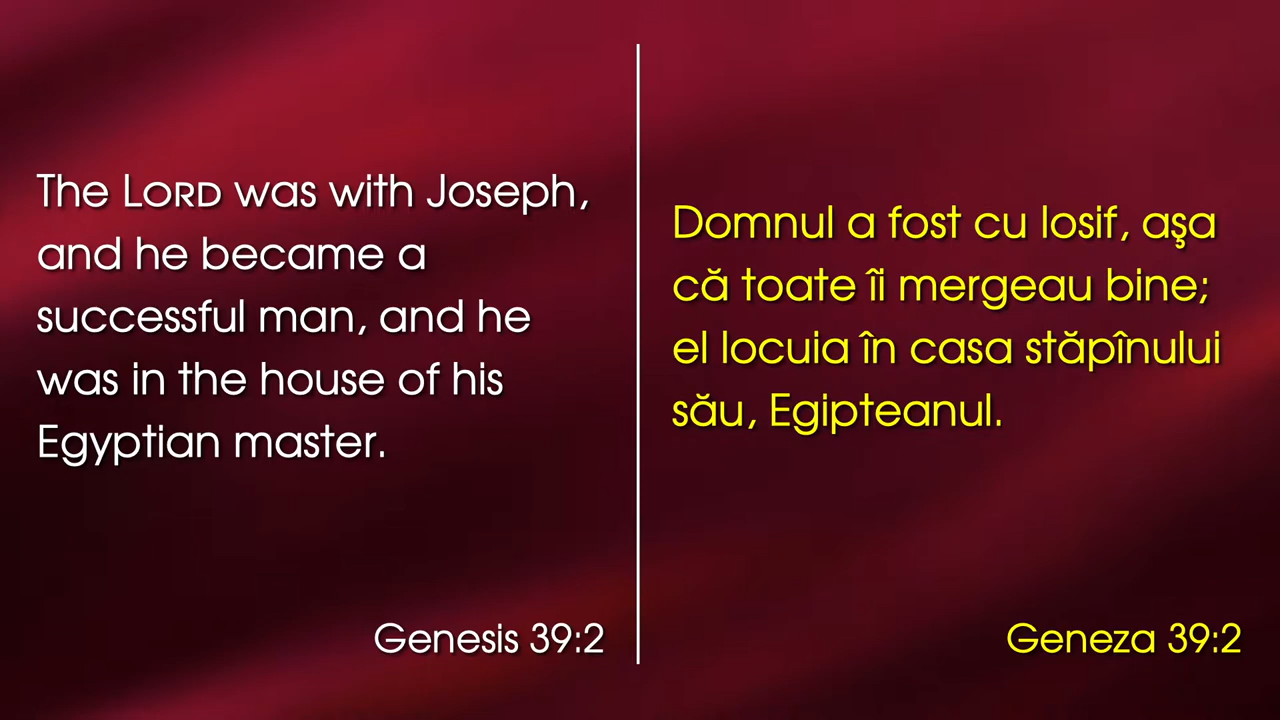 The LORD was with Joseph,
and he became a
successful man, and he
was in the house of his
Egyptian master.
Genesis 39:2
Domnul a fost cu Iosif, aşa
că toate îi mergeau bine;
el locuia în casa stăpînului
său, Egipteanul.
Geneza 39:2